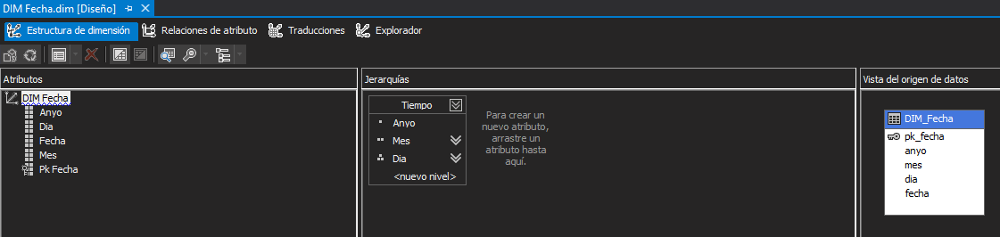 DIM Fecha.dim [Diseño]
Estructura de dimensión
Relaciones de atributo
Traducciones
Explorador
Atributos
DIM Fecha
Anyo
Dia
Fecha
Mes
Pk Fecha
Jerarquías
Tiempo
Anyo
Mes
Dia
<nuevo nivel>
Para crear un
nuevo atributo,
arrastre un
atributo hasta
aquí.
Vista del origen de datos
DIM_Fecha
pk_fecha
anyo
mes
dia
fecha